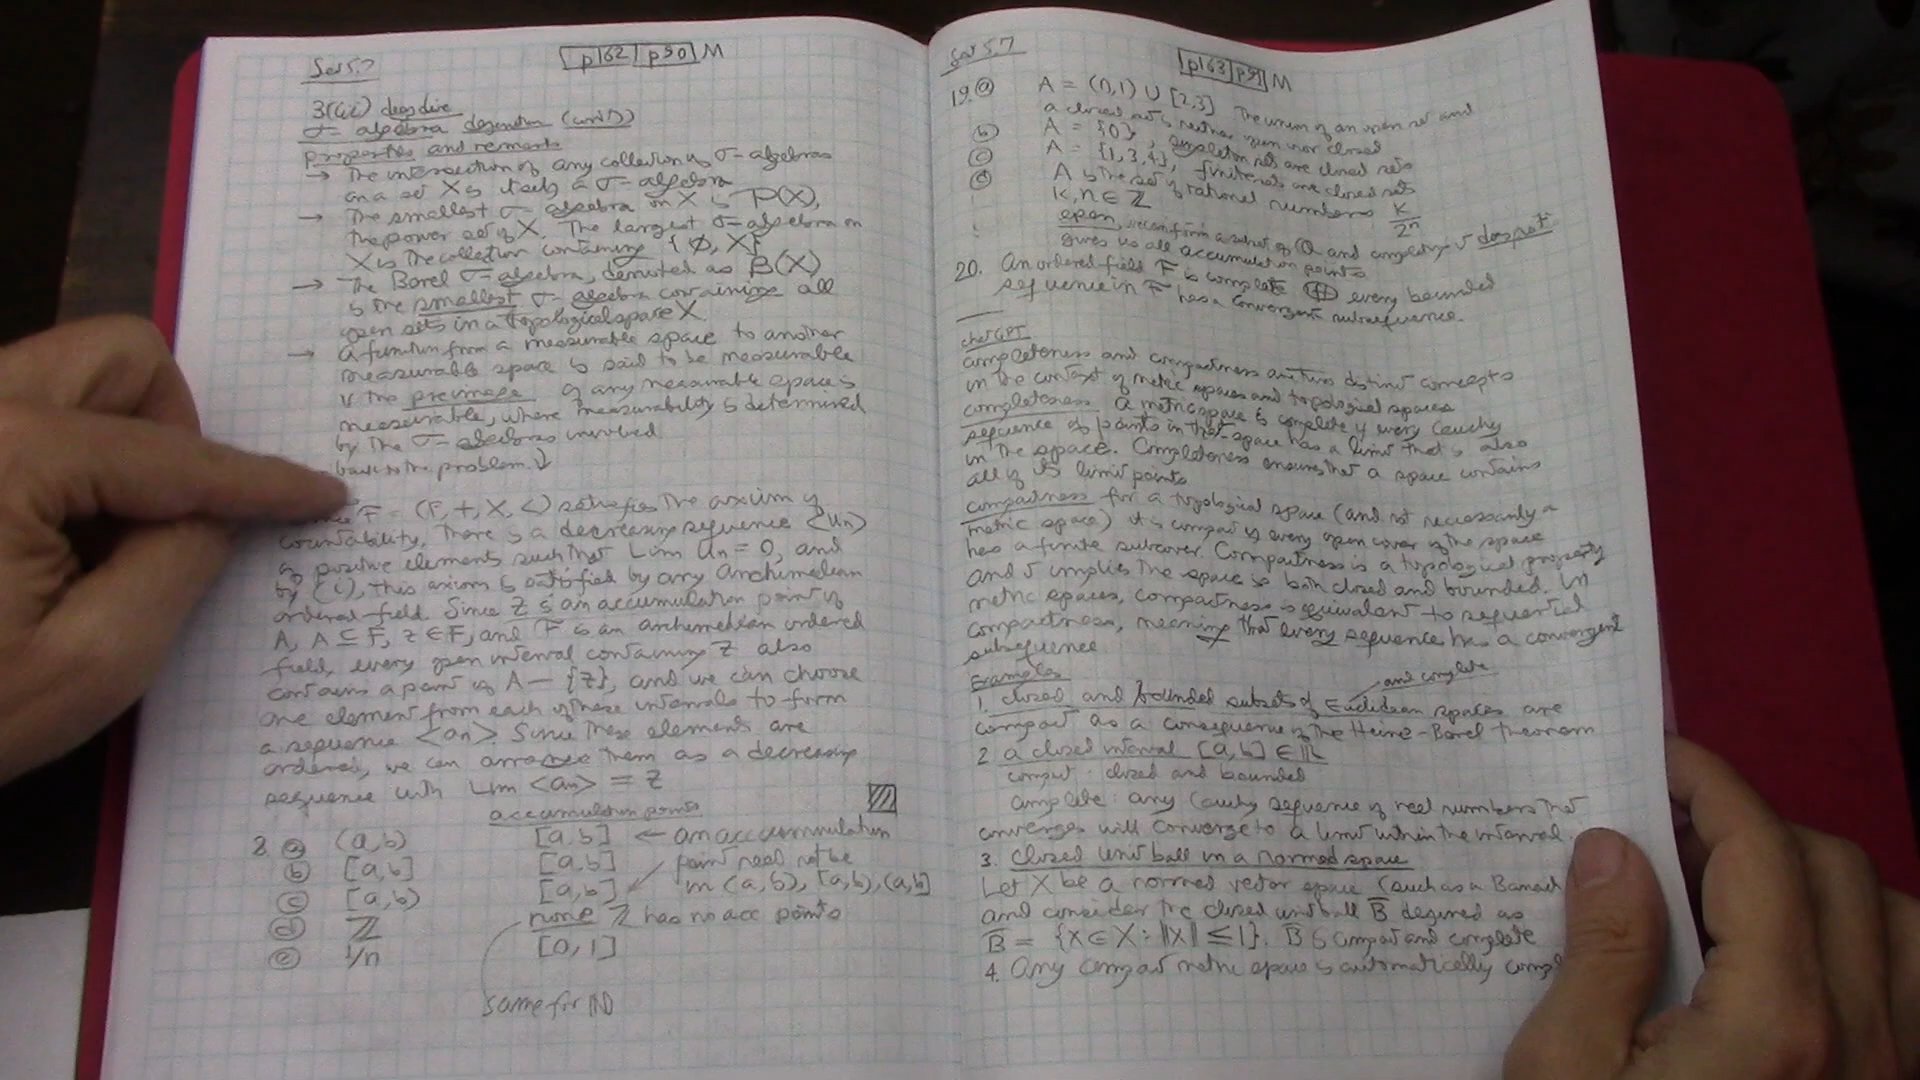 Set 5.7
p162 p90 M
3(ii) deep dive
σ- algebra definition (cont'd)
properties and remarks
→ The intersection of any collection of σ-algebras
on a set X is itself a σ-algebra
→ The smallest σ-algebra on X is P(X),
the power set of X. The largest σ-algebra on
X is the collection containing {∅, X}
→ The Borel σ-algebra, denoted as B(X)
is the smallest σ-algebra containing all
open sets in a topological space X.
→ a function from a measurable space to another
measurable space is said to be measurable
if the preimage of any measurable space is
measurable, where measurability is determined
by the σ-algebras involved
back to the problem ↓
F = (F, +, X, <) satisfies the axiom of
countability, there is a decreasing sequence <Un>
of positive elements such that Lim Un = 0, and
by (i), this axiom is satisfied by any archimedean
ordered field. Since Z is an accumulation point of
A, A ⊆ F, z ∈ F, and F is an archimedean ordered
field, every open interval containing Z also
contains a point of A - {z}, and we can choose
one element from each of these intervals to form
a sequence <an>. Since these elements are
ordered, we can arrange them as a decreasing
sequence with Lim <an> = z
accumulation points
8. (a) (a,b) [a,b] ← an accumulation
(b) [a,b] [a,b] point need not be
(c) [a,b) [a,b] in (a,b), [a,b), (a,b]
(d) ℤ none ℤ has no acc points
(e) 1/n [0,1]
same for ℕ
Set 5.7
p163 p91 M
19. (a) A = (0,1) ∪ [2,3] The union of an open set and
a closed set is neither open nor closed
(b) A = {0}, singleton sets are closed sets
(c) A = {1,3,4}, finite sets are closed sets
(d) A is the set of rational numbers k/2ⁿ
k, n ∈ ℤ
open, form a subset of ℚ and
gives us all accumulation points
20. An ordered field F is complete every bounded
sequence in F has a convergent subsequence.
chatGPT
completeness and compactness are two distinct concepts
in the context of metric spaces and topological spaces
completeness A metric space is complete if every Cauchy
sequence of points in that space has a limit that is also
in the space. Completeness ensures that a space contains
all of its limit points
compactness for a topological space (and not necessarily a
metric space) it is compact if every open cover of the space
has a finite subcover. Compactness is a topological property
and it implies the space is both closed and bounded. In
metric spaces, compactness is equivalent to sequential
compactness, meaning that every sequence has a convergent
subsequence
Examples
and complete
1. closed and bounded subsets of Euclidean spaces are
compact as a consequence of the Heine-Borel theorem
2 a closed interval [a,b] ∈ ℝ
compact: closed and bounded
complete: any Cauchy sequence of real numbers that
converges will converge to a limit within the interval.
3. closed unit ball in a normed space
Let X be a normed vector space (such as a Banach
and consider the closed unit ball B̄ defined as
B̄ = {X ∈ X : ||X|| ≤ 1}. B̄ is compact and complete
4. Any compact metric space is automatically compl